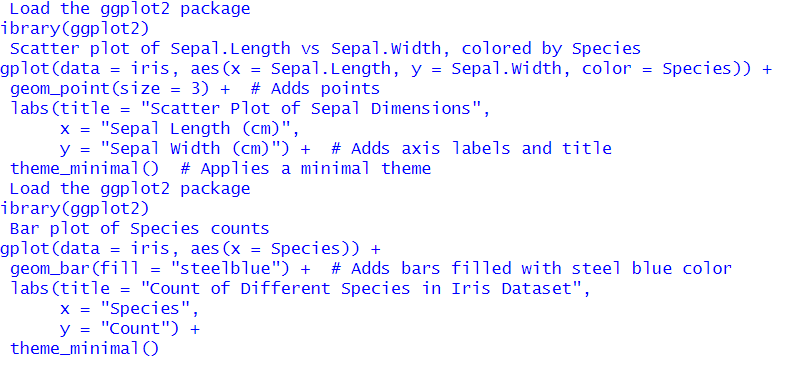 Load the ggplot2 package
ibrary(ggplot2)
Scatter plot of Sepal.Length vs Sepal.Width, colored by Species
gplot(data = iris, aes(x = Sepal.Length, y = Sepal.Width, color = Species)) +
geom_point(size = 3) +  # Adds points
labs(title = "Scatter Plot of Sepal Dimensions",
x = "Sepal Length (cm)",
y = "Sepal Width (cm)") +  # Adds axis labels and title
theme_minimal()  # Applies a minimal theme
Load the ggplot2 package
ibrary(ggplot2)
Bar plot of Species counts
gplot(data = iris, aes(x = Species)) +
geom_bar(fill = "steelblue") +  # Adds bars filled with steel blue color
labs(title = "Count of Different Species in Iris Dataset",
x = "Species",
y = "Count") +
theme_minimal()